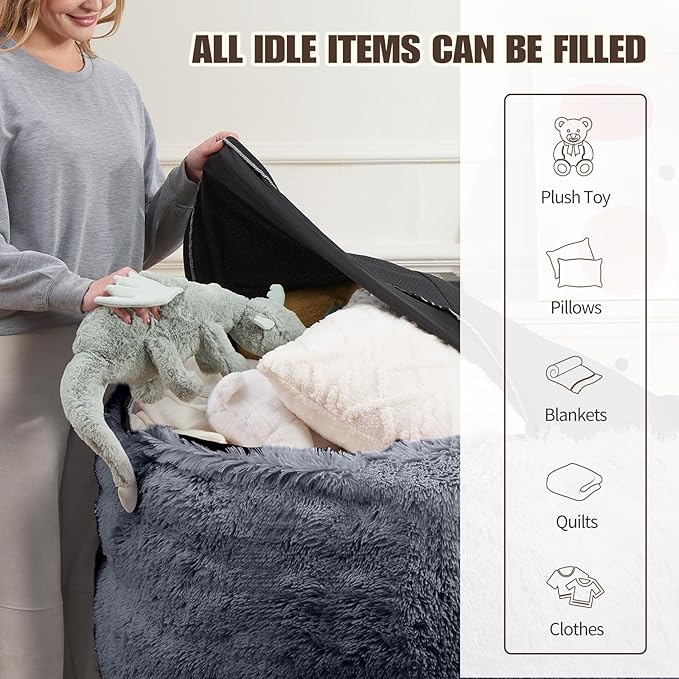 ALL IDLE ITEMS CAN BE FILLED
Plush Toy
Pillows
Blankets
Quilts
Clothes